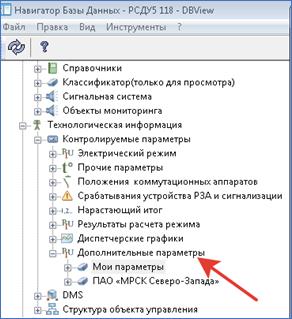 Навигатор Базы Данных - РСДУ5 118 - DBView
Файл Правка Вид Инструменты ?
?
Справочники
Классификатор(только для просмотра)
Сигнальная система
Объекты мониторинга
Технологическая информация
Контролируемые параметры
Электрический режим
Прочие параметры
Положения коммутационных аппаратов
Срабатывания устройства РЗА и сигнализации
Нарастающий итог
Результаты расчета режима
Диспетчерские графики
Дополнительные параметры
Мои параметры
ПАО «МРСК Северо-Запада»
DMS
Структура объекта управления